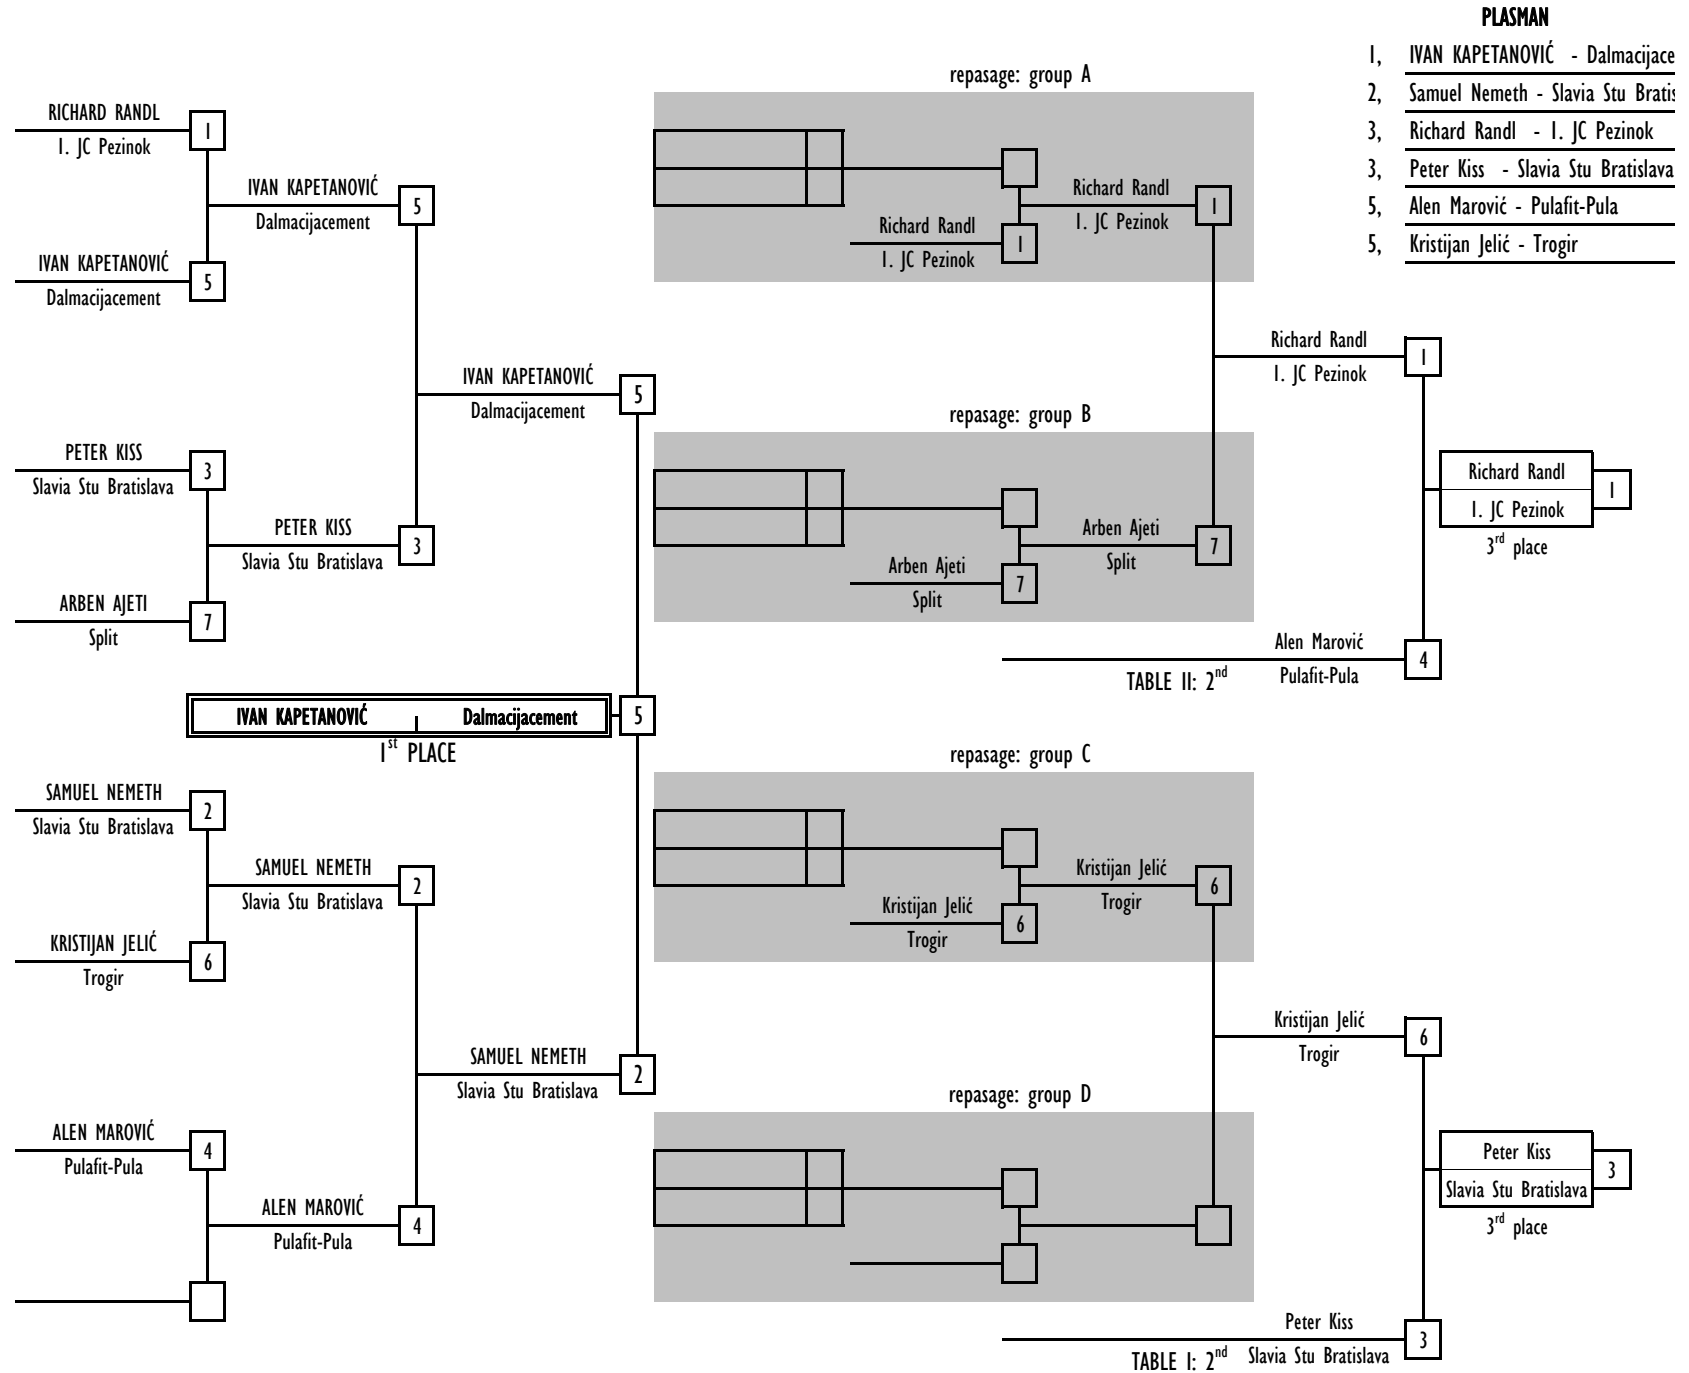 PLASMAN
1, IVAN KAPETANOVIĆ - Dalmacijace
2, Samuel Nemeth - Slavia Stu Bratis
3, Richard Randl - 1. JC Pezinok
3, Peter Kiss - Slavia Stu Bratislava
5, Alen Marović - Pulafit-Pula
5, Kristijan Jelić - Trogir
RICHARD RANDL
1
1. JC Pezinok
IVAN KAPETANOVIĆ
5
Dalmacijacement
IVAN KAPETANOVIĆ
5
Dalmacijacement
IVAN KAPETANOVIĆ
5
Dalmacijacement
PETER KISS
3
Slavia Stu Bratislava
PETER KISS
3
Slavia Stu Bratislava
ARBEN AJETI
7
Split
IVAN KAPETANOVIĆ Dalmacijacement
5
1st PLACE
SAMUEL NEMETH
2
Slavia Stu Bratislava
SAMUEL NEMETH
2
Slavia Stu Bratislava
KRISTIJAN JELIĆ
6
Trogir
SAMUEL NEMETH
2
Slavia Stu Bratislava
ALEN MAROVIĆ
4
Pulafit-Pula
ALEN MAROVIĆ
4
Pulafit-Pula
repasage: group A
Richard Randl
1
1. JC Pezinok
Richard Randl
1
1. JC Pezinok
Richard Randl
1
1. JC Pezinok
repasage: group B
Arben Ajeti
7
Split
Arben Ajeti
7
Split
Richard Randl
1
1. JC Pezinok
3rd place
Alen Marović
4
TABLE II: 2nd Pulafit-Pula
repasage: group C
Kristijan Jelić
6
Trogir
Kristijan Jelić
6
Trogir
Kristijan Jelić
6
Trogir
repasage: group D
Peter Kiss
3
Slavia Stu Bratislava
3rd place
Peter Kiss
3
TABLE I: 2nd Slavia Stu Bratislava